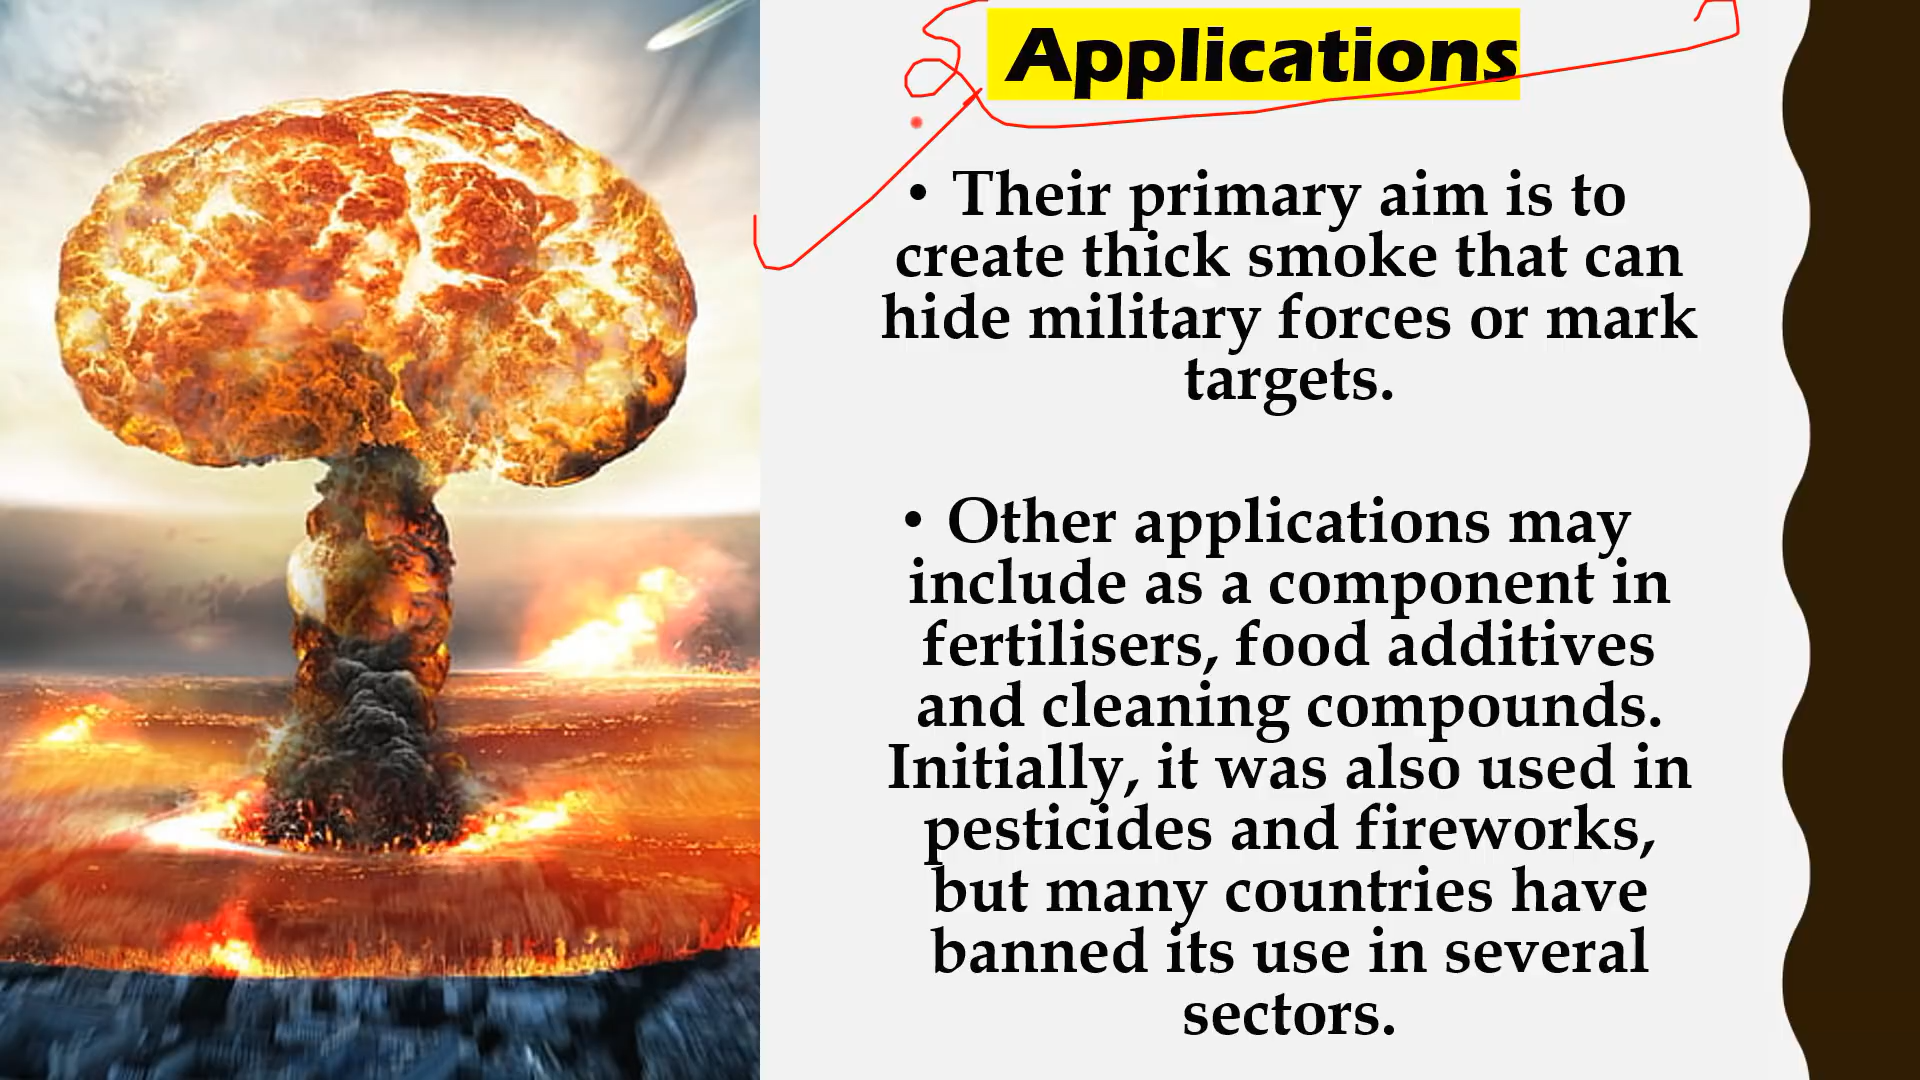 Applications
• Their primary aim is to
create thick smoke that can
hide military forces or mark
targets.
• Other applications may
include as a component in
fertilisers, food additives
and cleaning compounds.
Initially, it was also used in
pesticides and fireworks,
but many countries have
banned its use in several
sectors.